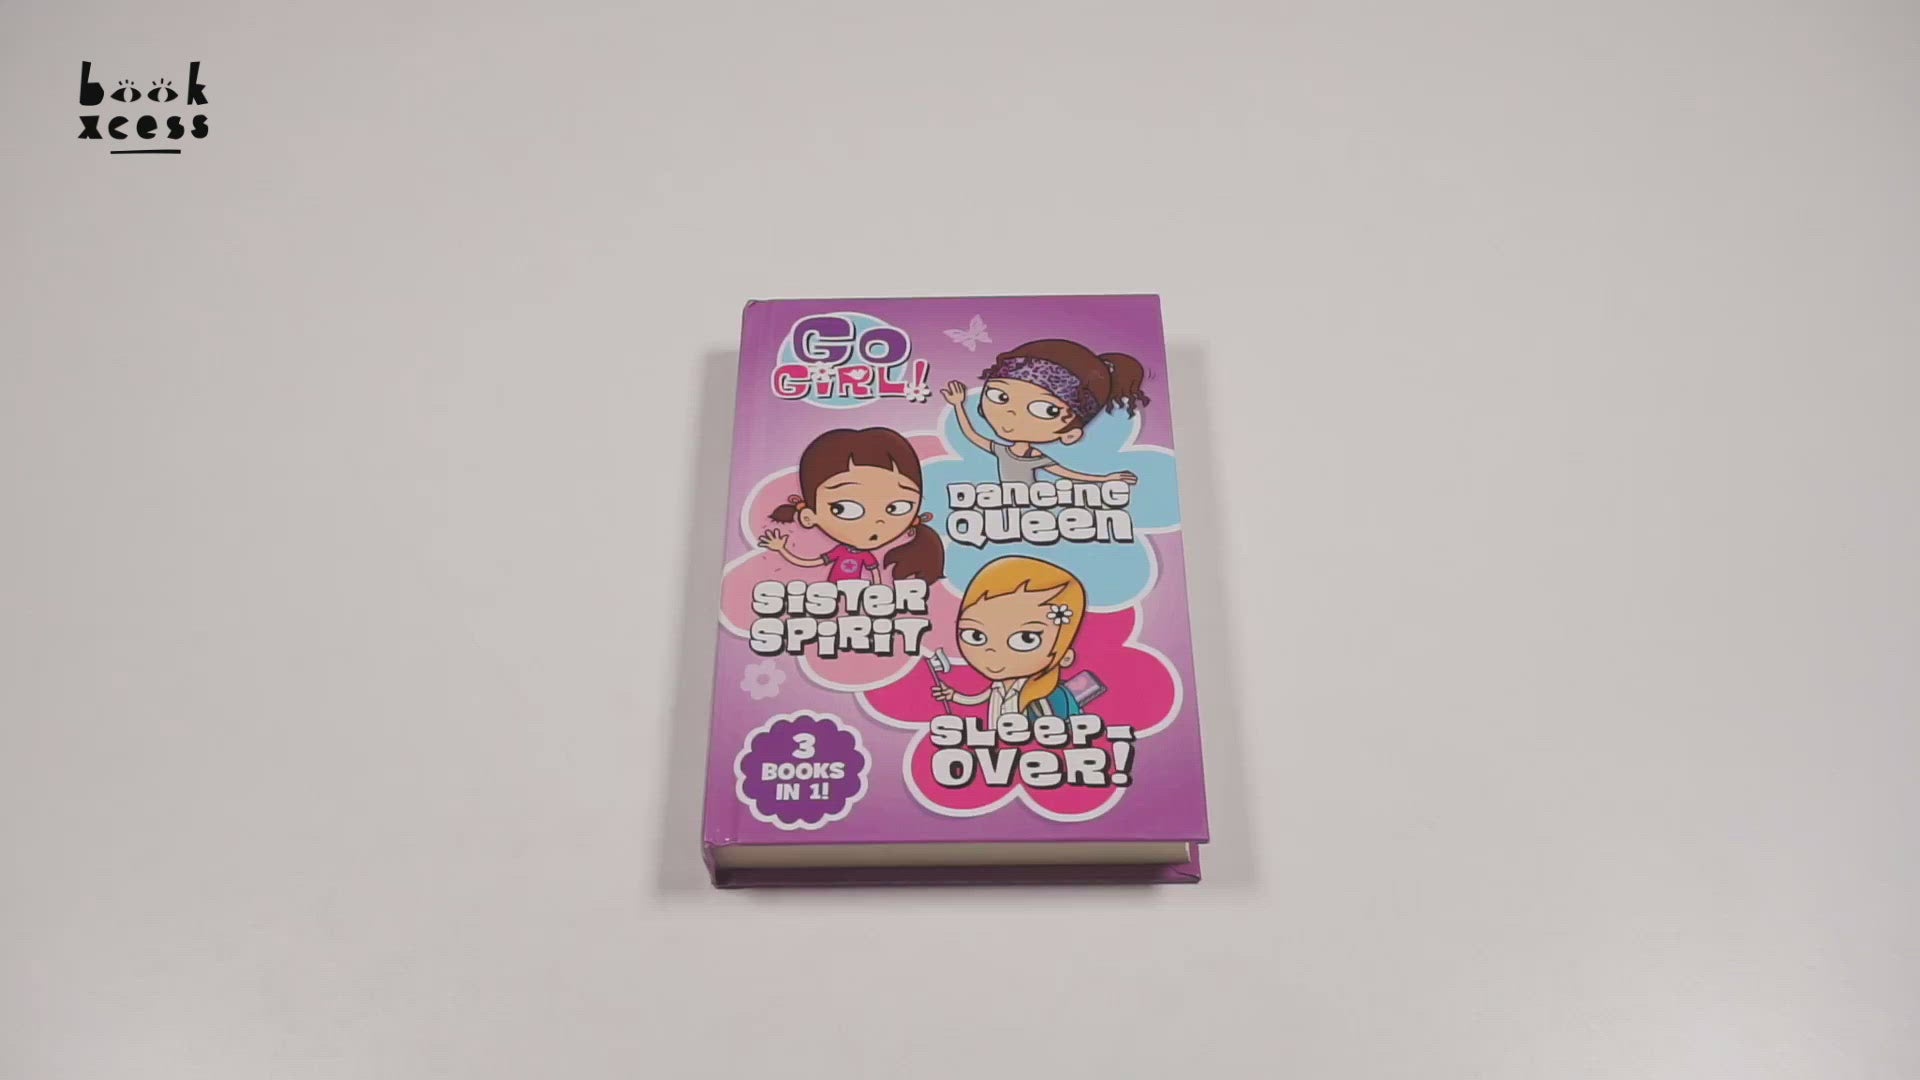 book
xcess
GO
GIRL!
Dancing
Queen
Sister
Spirit
Sleep-
Over!
3
BOOKS
IN 1!